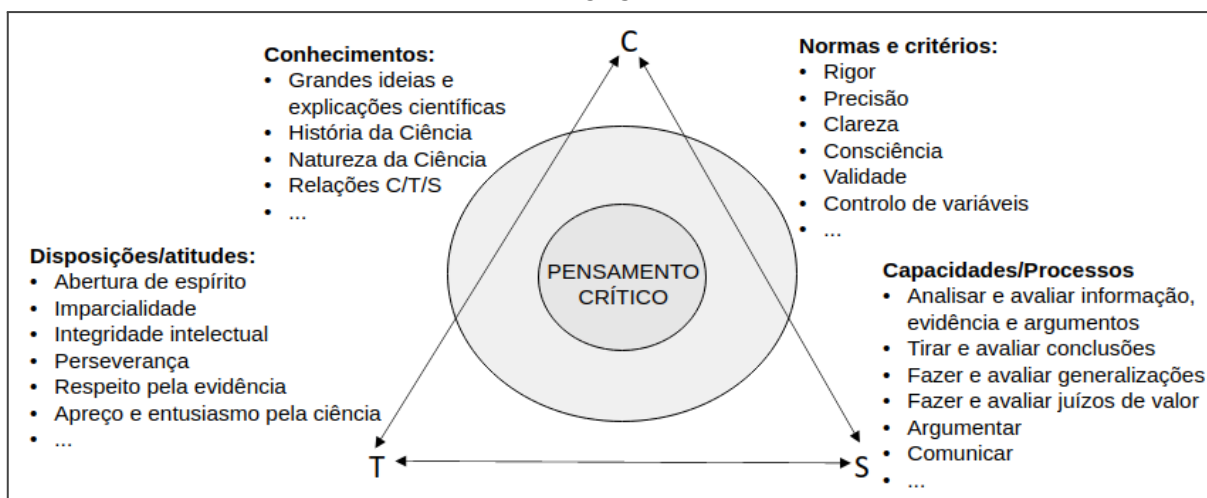 C
Conhecimentos:
• Grandes ideias e
explicações científicas
• História da Ciência
• Natureza da Ciência
• Relações C/T/S
• ...
Normas e critérios:
• Rigor
• Precisão
• Clareza
• Consciência
• Validade
• Controlo de variáveis
• ...
Disposições/atitudes:
• Abertura de espírito
• Imparcialidade
• Integridade intelectual
• Perseverança
• Respeito pela evidência
• Apreço e entusiasmo pela ciência
• ...
PENSAMENTO
CRÍTICO
Capacidades/Processos
• Analisar e avaliar informação,
evidência e argumentos
• Tirar e avaliar conclusões
• Fazer e avaliar generalizações
• Fazer e avaliar juízos de valor
• Argumentar
• Comunicar
• ...
T
S